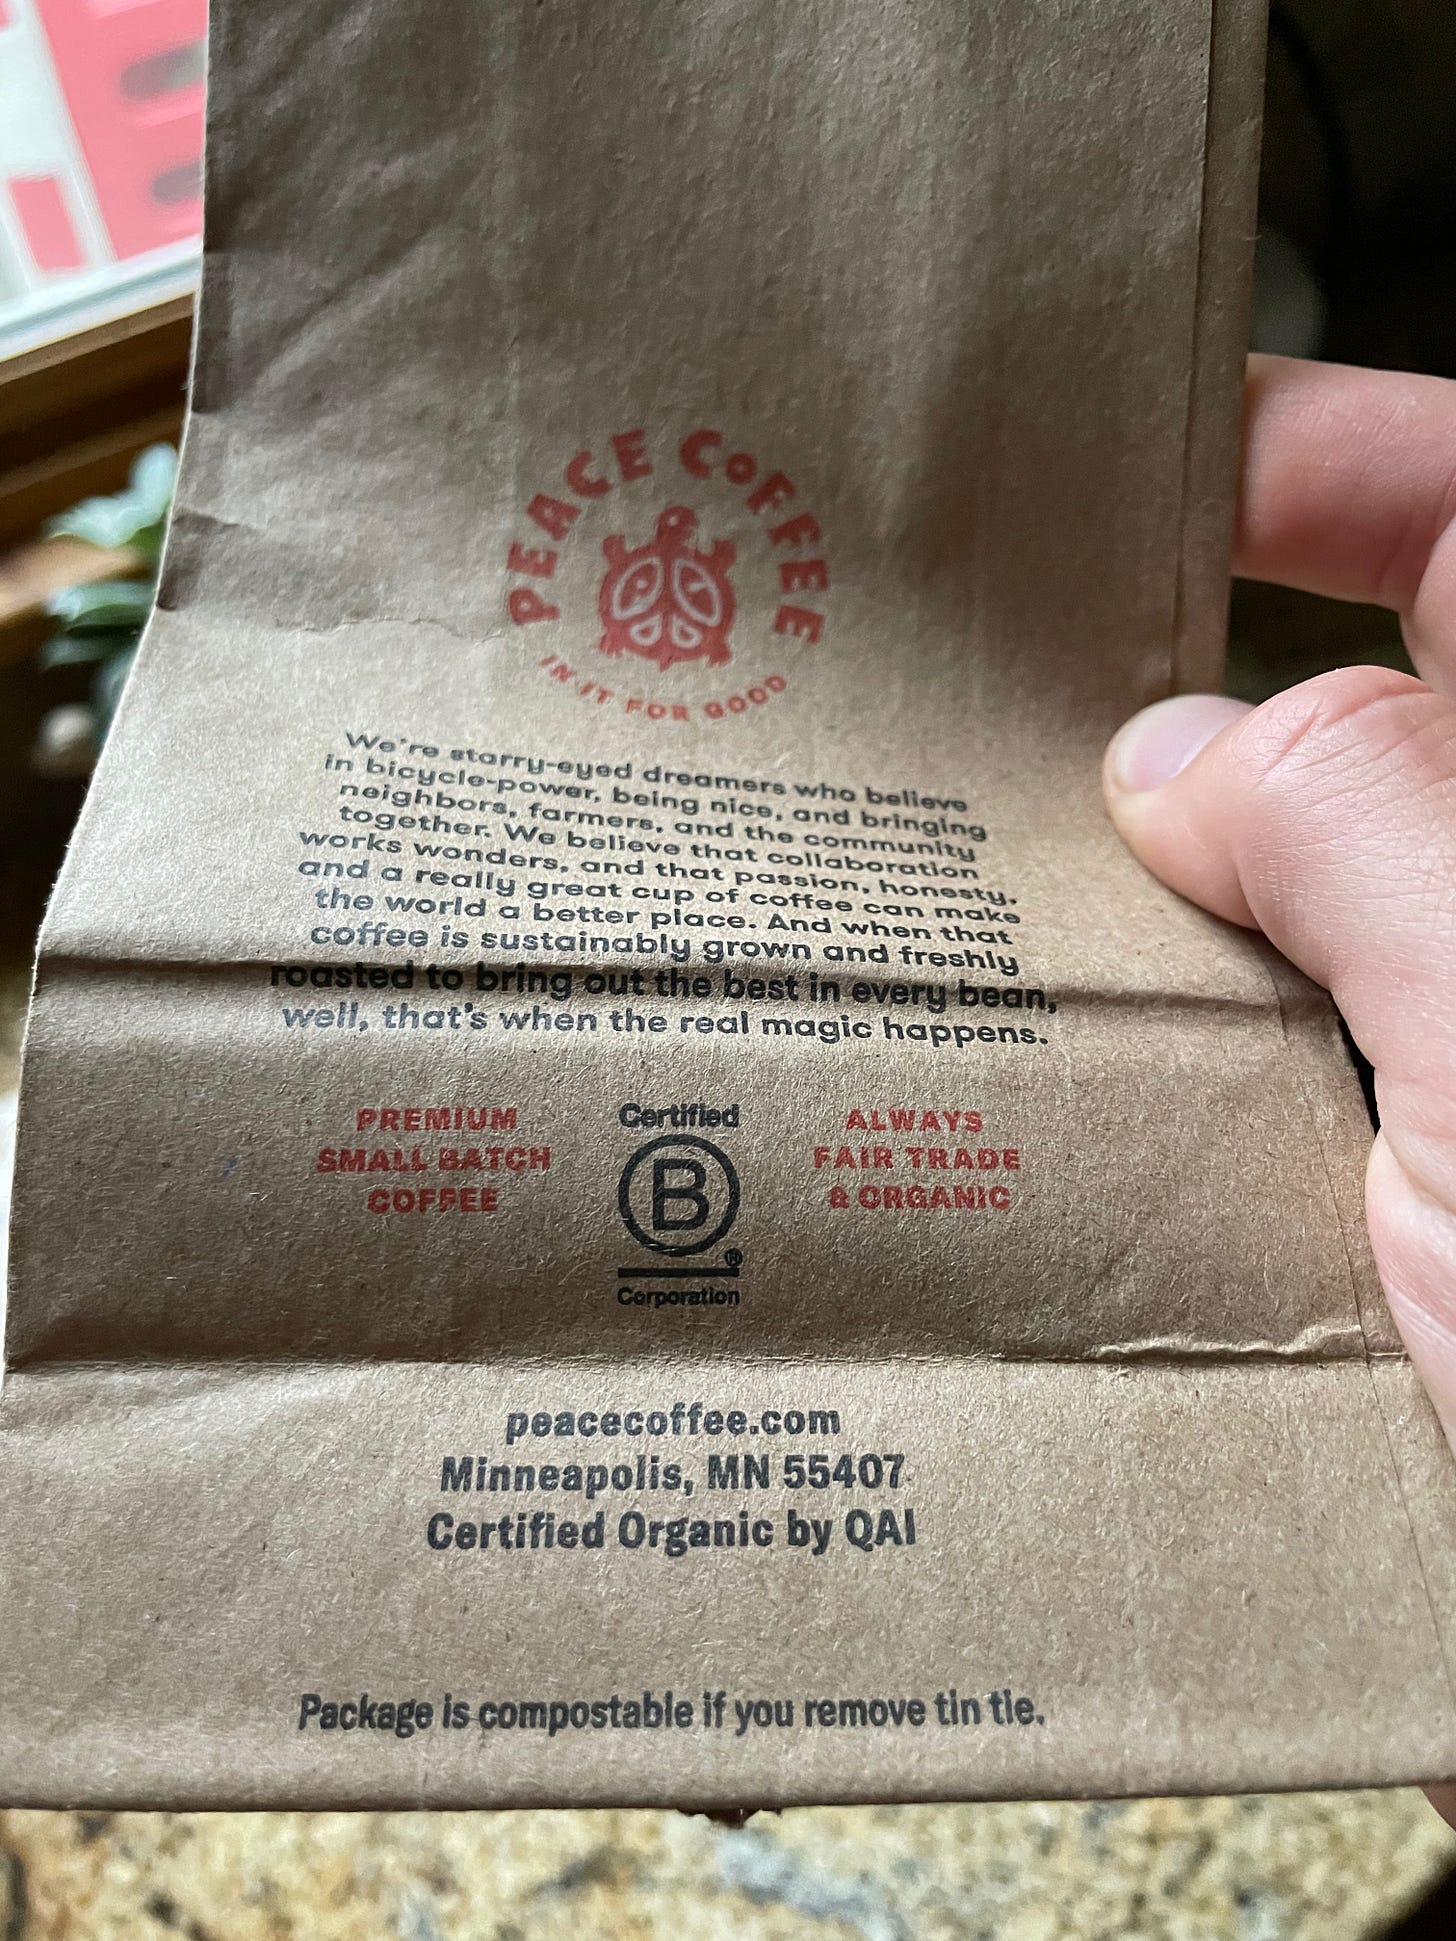 PEACE COFFEE
IN IT FOR GOOD
We're starry-eyed dreamers who believe
in bicycle-power, being nice, and bringing
neighbors, farmers, and the community
together. We believe that collaboration
works wonders, and that passion, honesty,
and a really great cup of coffee can make
the world a better place. And when that
coffee is sustainably grown and freshly
roasted to bring out the best in every bean,
well, that's when the real magic happens.
PREMIUM
SMALL BATCH
COFFEE
Certified
B
®
Corporation
ALWAYS
FAIR TRADE
& ORGANIC
peacecoffee.com
Minneapolis, MN 55407
Certified Organic by QAI
Package is compostable if you remove tin tie.